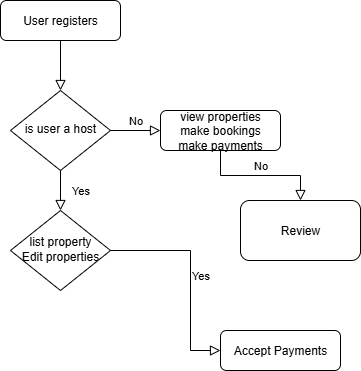 User registers
is user a host
No
view properties
make bookings
make payments
No
Yes
Review
list property
Edit properties
Yes
Accept Payments